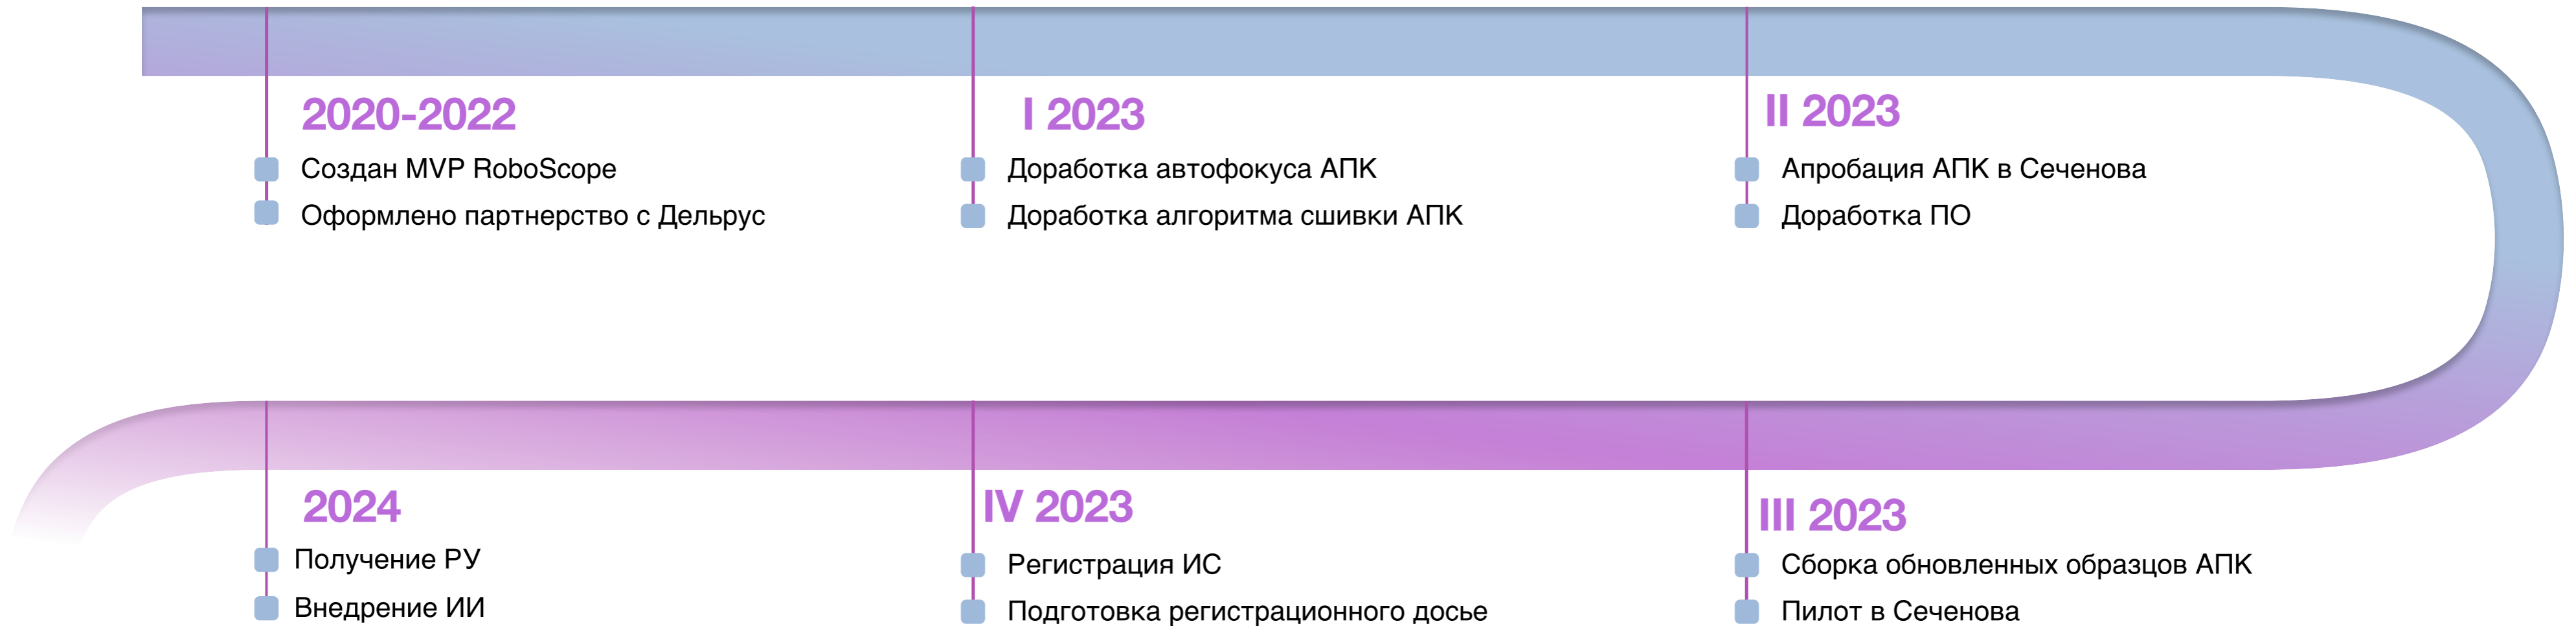 2020-2022
Создан MVP RoboScope
Оформлено партнерство с Дельрус
I 2023
Доработка автофокуса АПК
Доработка алгоритма сшивки АПК
II 2023
Апробация АПК в Сеченова
Доработка ПО
2024
Получение РУ
Внедрение ИИ
IV 2023
Регистрация ИС
Подготовка регистрационного досье
III 2023
Сборка обновленных образцов АПК
Пилот в Сеченова